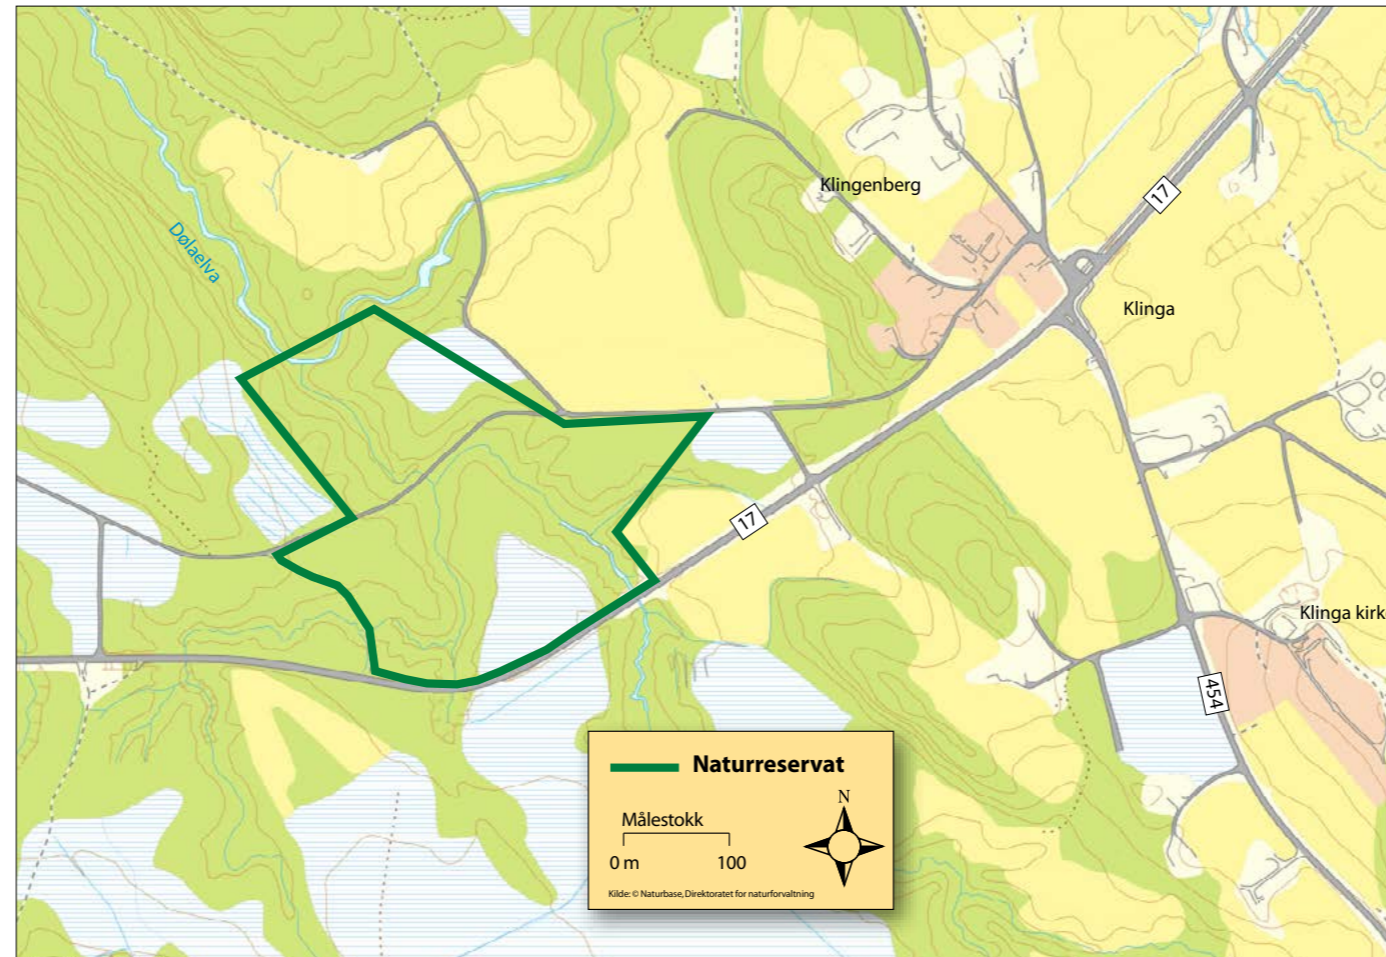 17
Klingenberg
Dølaelva
Klinga
17
Klinga kirk
454
Naturreservat
N
Målestokk
0 m 100
Kilde: © Naturbase, Direktoratet for naturforvaltning